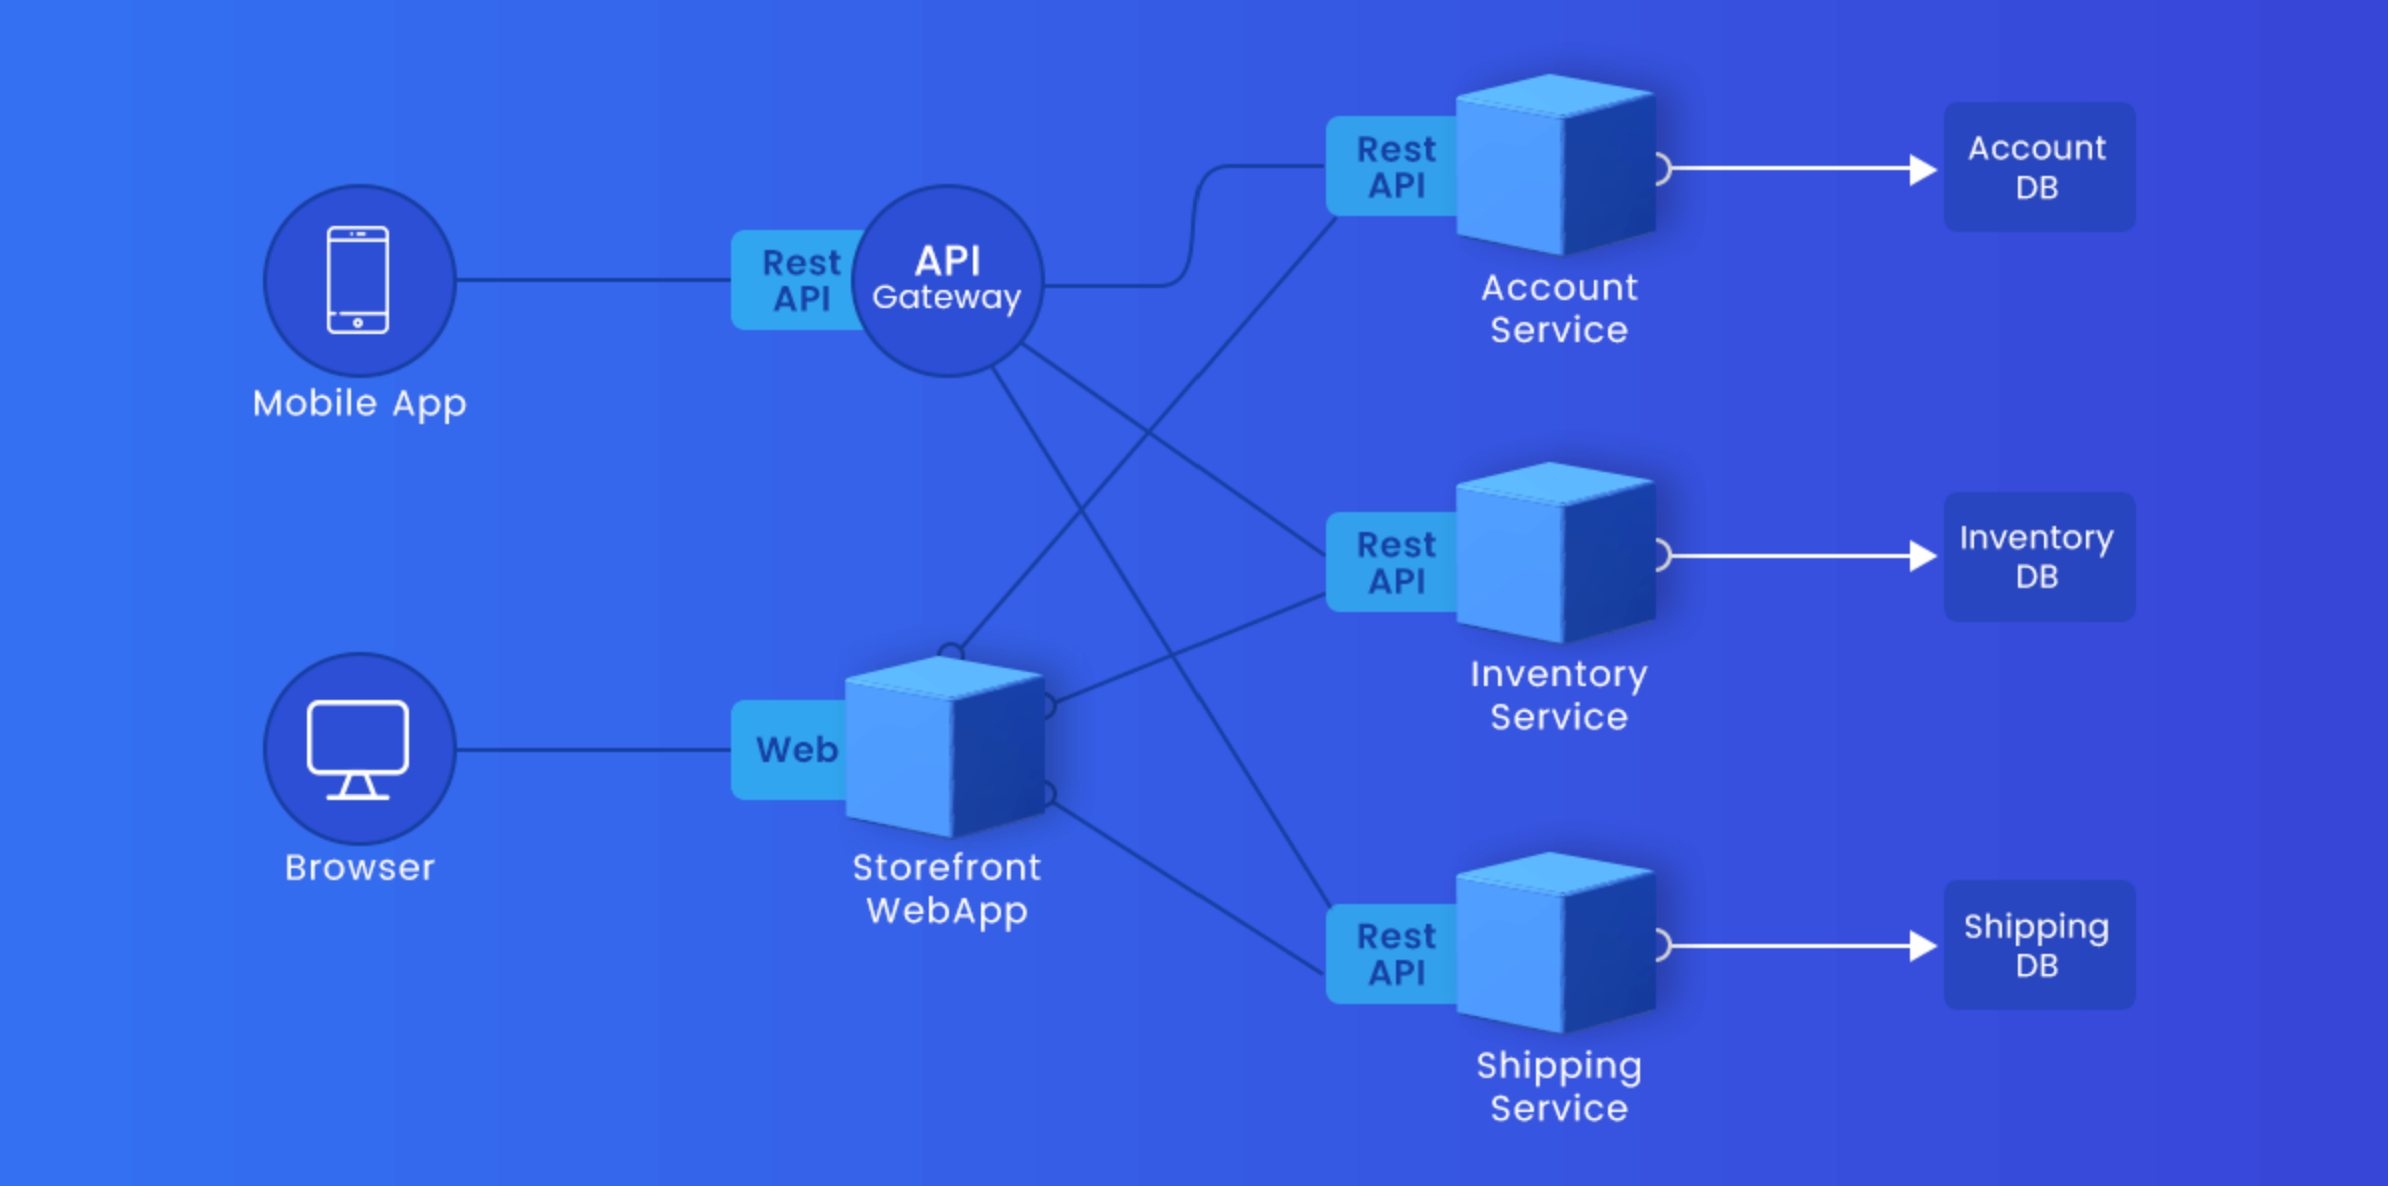 Rest
API
Account
DB
Account
Service
Rest
API
API
Gateway
Mobile App
Rest
API
Inventory
DB
Inventory
Service
Web
Browser
Storefront
WebApp
Rest
API
Shipping
DB
Shipping
Service